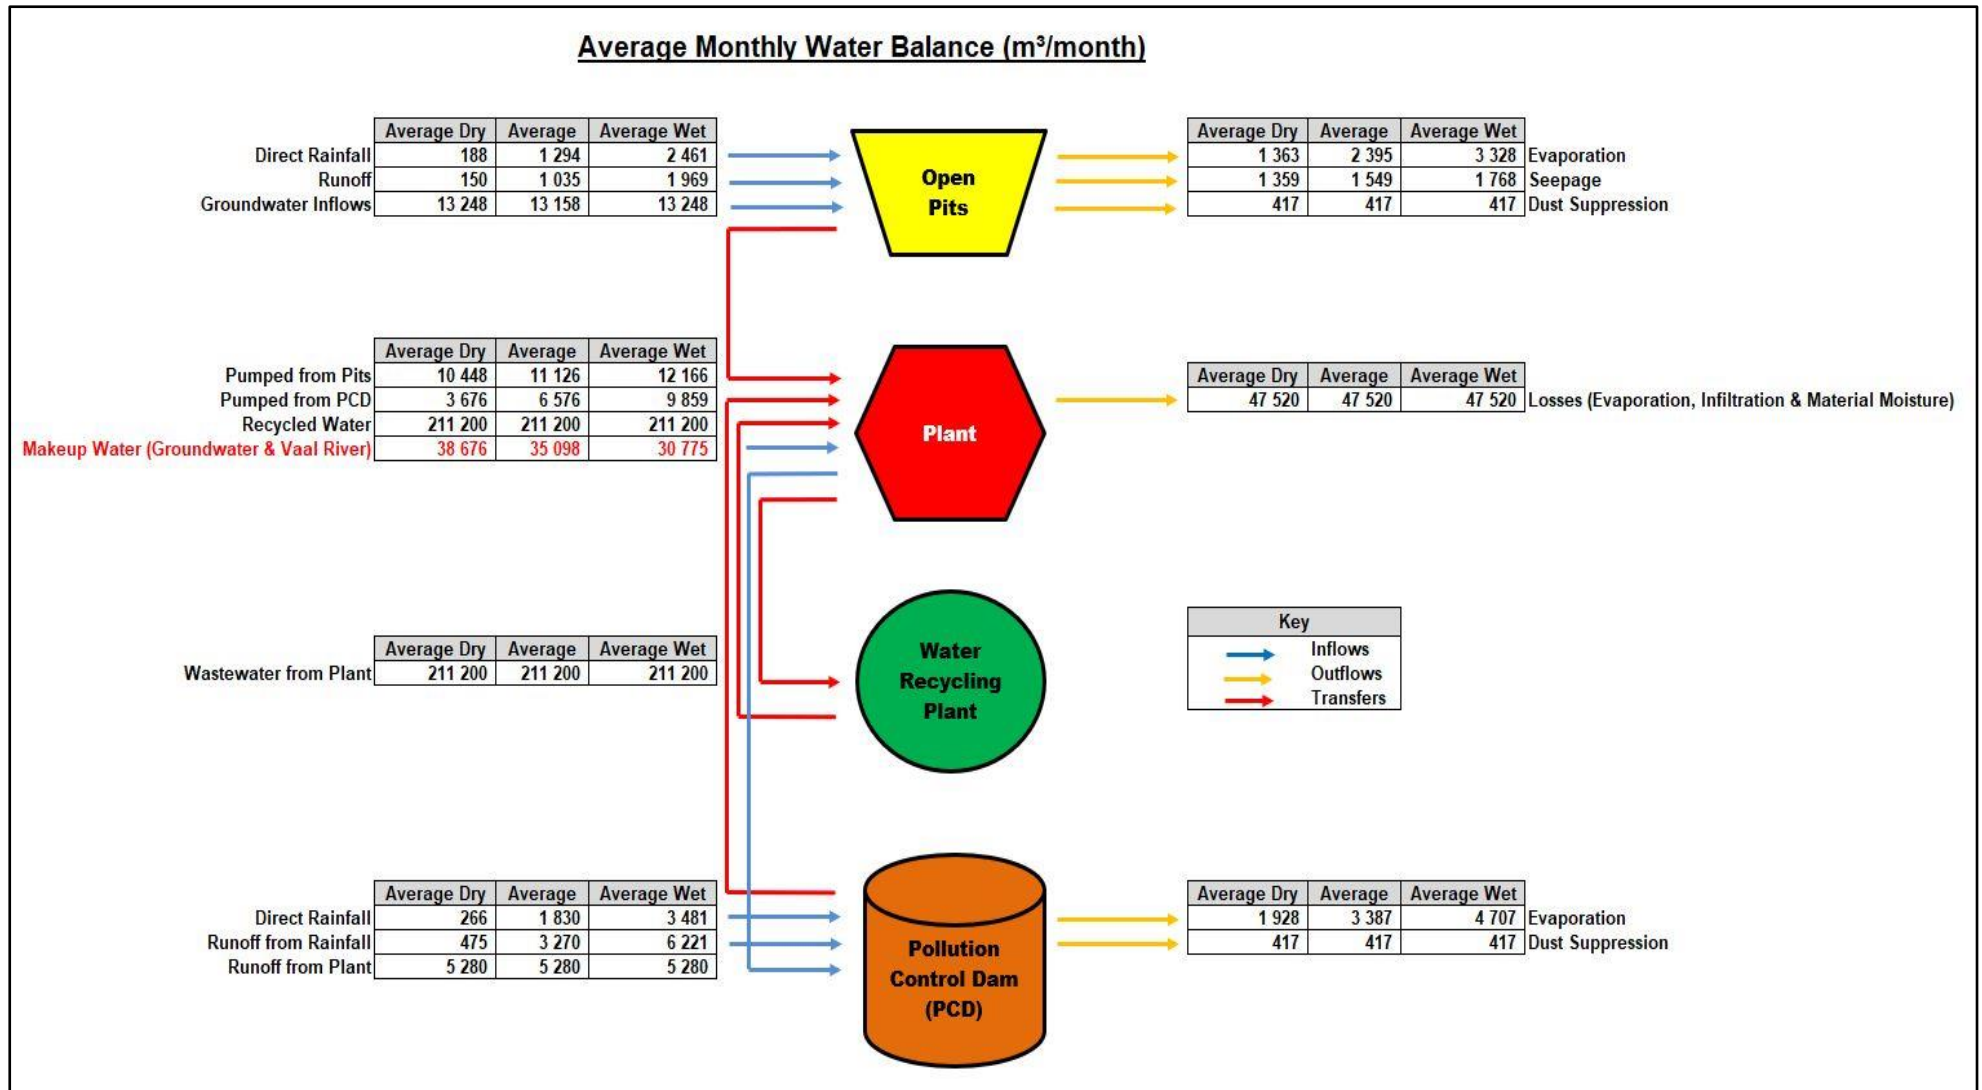 Average Monthly Water Balance (m³/month)
Average Dry Average Average Wet
Direct Rainfall 188 1 294 2 461
Runoff 150 1 035 1 969
Groundwater Inflows 13 248 13 158 13 248
Open
Pits
Average Dry Average Average Wet
1 363 2 395 3 328 Evaporation
1 359 1 549 1 768 Seepage
417 417 417 Dust Suppression
Average Dry Average Average Wet
Pumped from Pits 10 448 11 126 12 166
Pumped from PCD 3 676 6 576 9 859
Recycled Water 211 200 211 200 211 200
Makeup Water (Groundwater & Vaal River) 38 676 35 098 30 775
Plant
Average Dry Average Average Wet
47 520 47 520 47 520 Losses (Evaporation, Infiltration & Material Moisture)
Average Dry Average Average Wet
Wastewater from Plant 211 200 211 200 211 200
Water
Recycling
Plant
Key
Inflows
Outflows
Transfers
Average Dry Average Average Wet
Direct Rainfall 266 1 830 3 481
Runoff from Rainfall 475 3 270 6 221
Runoff from Plant 5 280 5 280 5 280
Pollution
Control Dam
(PCD)
Average Dry Average Average Wet
1 928 3 387 4 707 Evaporation
417 417 417 Dust Suppression